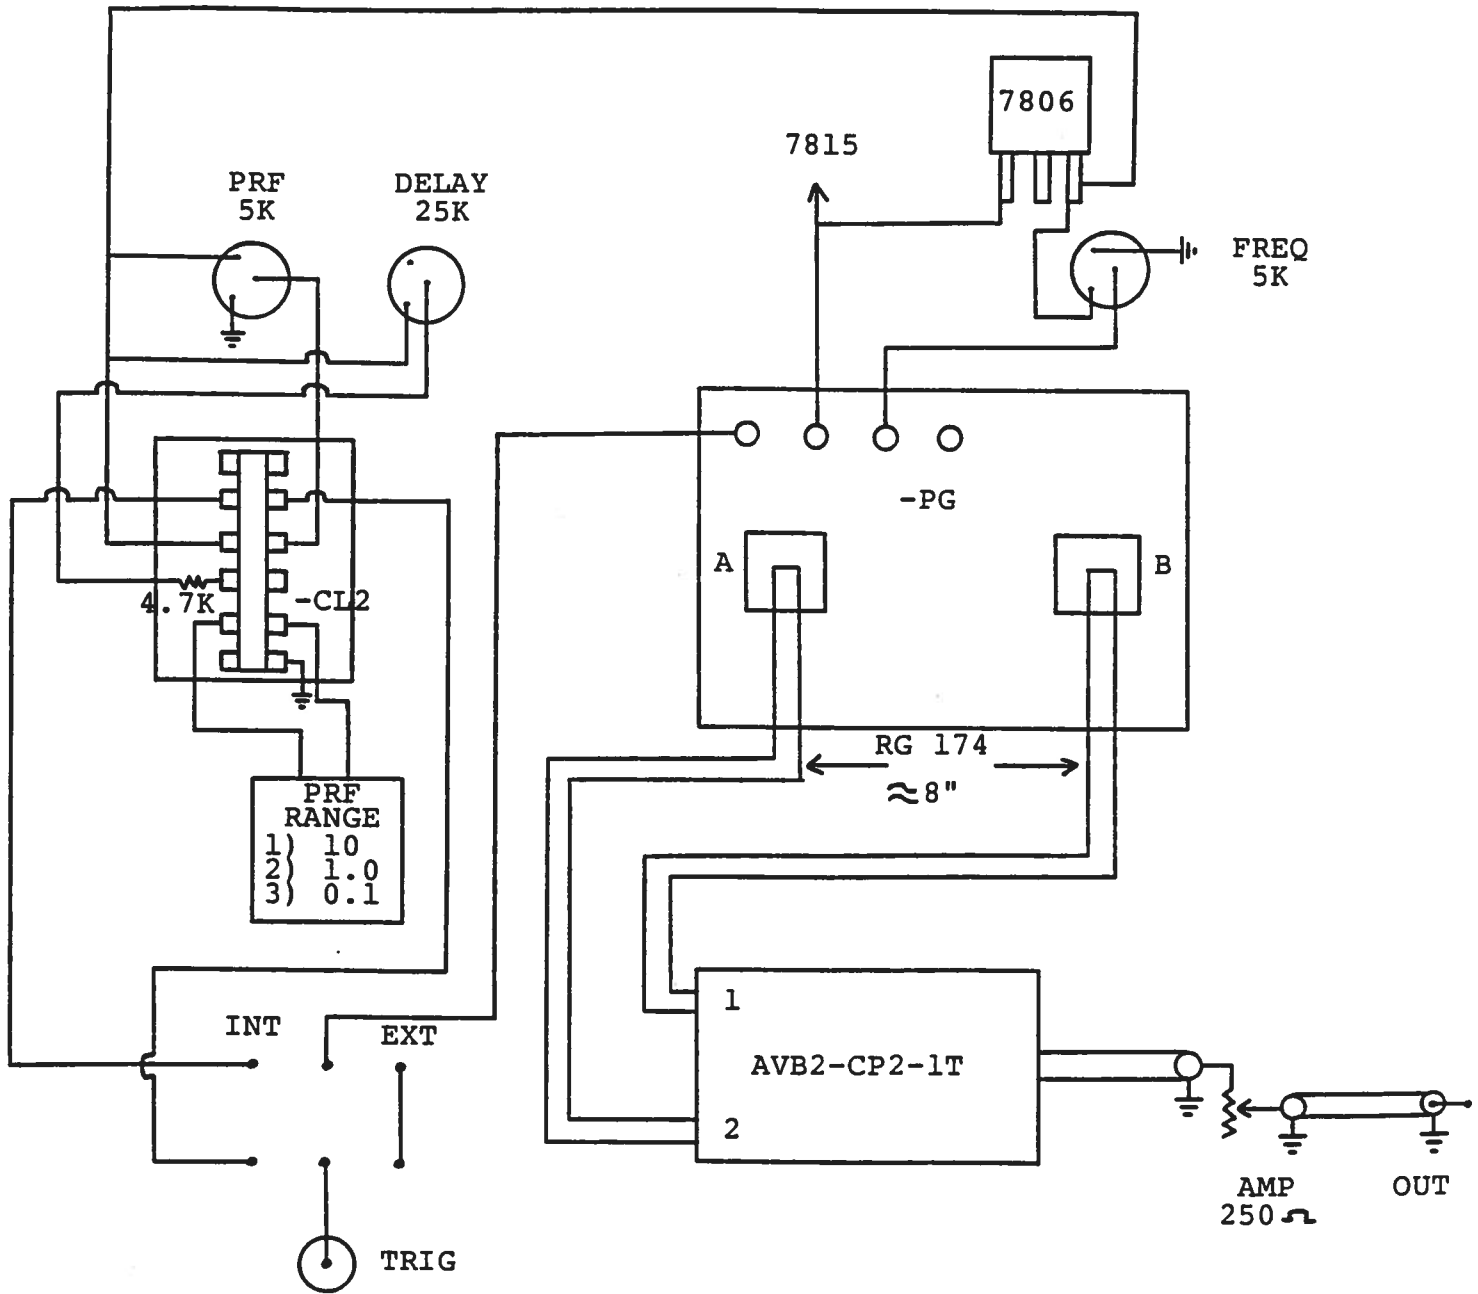 7806
7815
PRF
5K
DELAY
25K
FREQ
5K
-PG
A
B
4.7K
-CL2
RG 174
≈8"
PRF
RANGE
1) 10
2) 1.0
3) 0.1
INT
EXT
1
AVB2-CP2-1T
2
AMP
250
OUT
TRIG